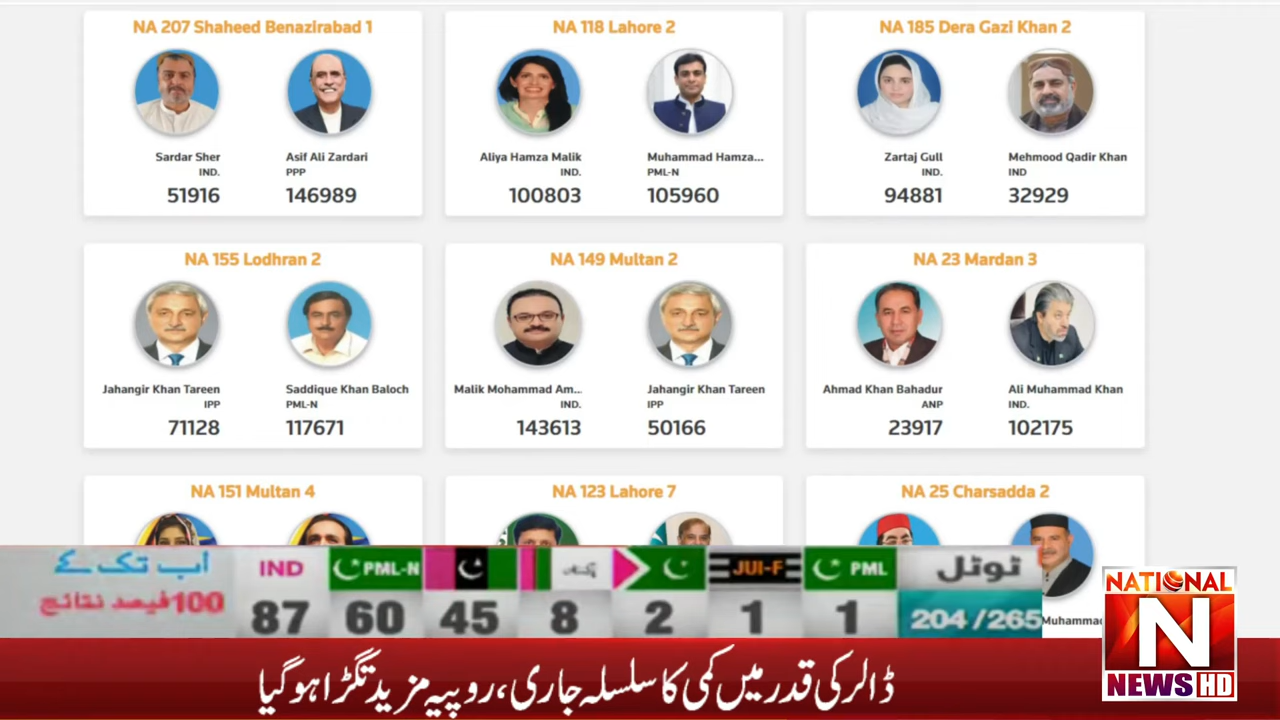 NA 207 Shaheed Benazirabad 1
Sardar Sher
IND.
51916
Asif Ali Zardari
PPP
146989
NA 118 Lahore 2
Aliya Hamza Malik
IND.
100803
Muhammad Hamza...
PML-N
105960
NA 185 Dera Gazi Khan 2
Zartaj Gull
IND.
94881
Mehmood Qadir Khan
IND
32929
NA 155 Lodhran 2
Jahangir Khan Tareen
IPP
71128
Saddique Khan Baloch
PML-N
117671
NA 149 Multan 2
Malik Mohammad Am...
IND.
143613
Jahangir Khan Tareen
IPP
50166
NA 23 Mardan 3
Ahmad Khan Bahadur
ANP
23917
Ali Muhammad Khan
IND.
102175
NA 151 Multan 4
NA 123 Lahore 7
NA 25 Charsadda 2
Muhammad
اب تک کے
100فیصد نتائج
IND
87
PML-N
60
45
8
2
JUI-F
1
PML
1
ٹوٹل
204/265
ڈالر کی قدر میں کمی کا سلسلہ جاری، روپیہ مزید تگڑا ہو گیا
NATIONAL
N
NEWS HD